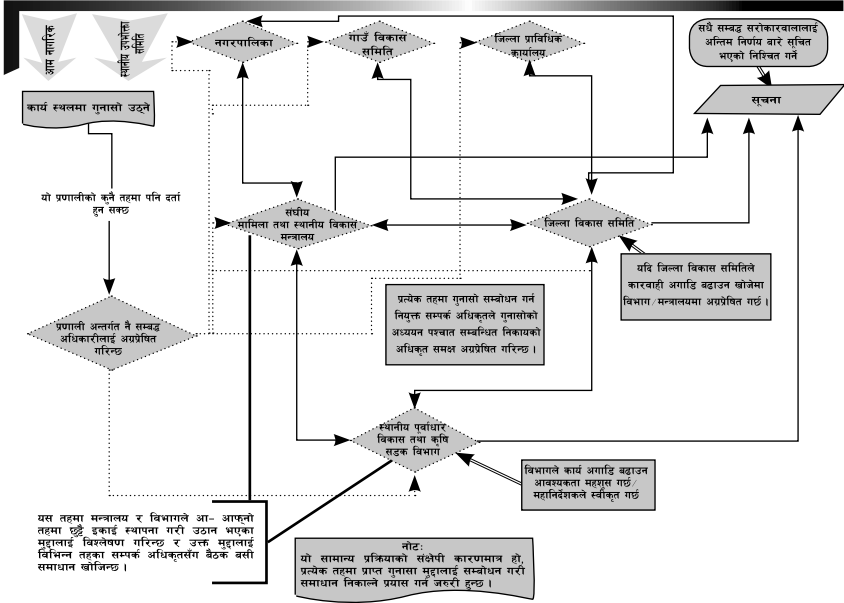 आम नागरिक
स्थानीय उपभोक्ता
समिति
नगरपालिका
गाउँ विकास
समिति
जिल्ला प्राविधिक
कार्यालय
सधै सम्बद्ध सरोकारवालालाई
अन्तिम निर्णय बारे सूचित
भएको निश्चित गर्ने
सूचना
कार्य स्थलमा गुनासो उठ्ने
यो प्रणालीको कुनै तहमा पनि दर्ता
हुन सक्छ
संघीय
मामिला तथा स्थानीय विकास
मन्त्रालय
जिल्ला विकास समिति
यदि जिल्ला विकास समितिले
कारवाही अगाडि बढाउन खोजेमा
विभाग/मन्त्रालयमा अग्रप्रेषित गर्छ ।
प्रत्येक तहमा गुनासो सम्बोधन गर्न
नियुक्त सम्पर्क अधिकृतले गुनासोको
अध्ययन पश्चात सम्बन्धित निकायको
अधिकृत समक्ष अग्रप्रेषित गरिन्छ ।
प्रणाली अन्तर्गत नै सम्बद्ध
अधिकारीलाई अग्रप्रेषित
गरिन्छ
स्थानीय पूर्वाधार
विकास तथा कृषि
सडक विभाग
विभागले कार्य अगाडि बढाउन
आवश्यकता महशुस गर्छ/
महानिर्देशकले स्वीकृत गर्छ
यस तहमा मन्त्रालय र विभागले आ- आफ्नो
तहमा छुट्टै इकाई स्थापना गरी उठान भएका
मुद्दालाई विश्लेषण गरिन्छ र उक्त मुद्दालाई
विभिन्न तहका सम्पर्क अधिकृतसँग बैठक बसी
समाधान खोजिन्छ ।
नोटः
यो सामान्य प्रक्रियाको संक्षेपी कारणमात्र हो,
प्रत्येक तहमा प्राप्त गुनासा मुद्दालाई सम्बोधन गरी
समाधान निकाल्ने प्रयास गर्न जरुरी हुन्छ ।